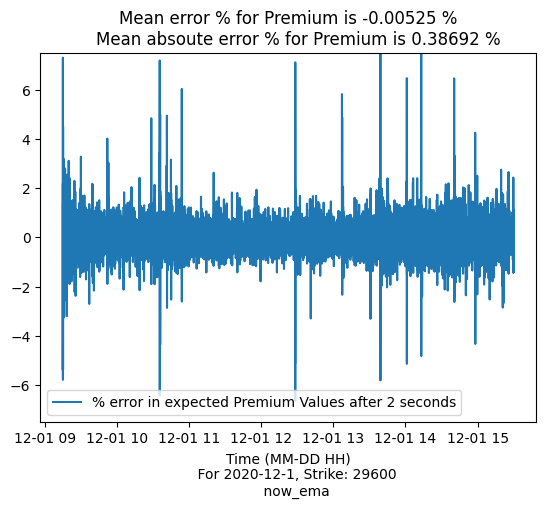 Mean error % for Premium is -0.00525 %
Mean absoute error % for Premium is 0.38692 %
6
4
2
0
−2
−4
−6
% error in expected Premium Values after 2 seconds
12-01 09 12-01 10 12-01 11 12-01 12 12-01 13 12-01 14 12-01 15
Time (MM-DD HH)
For 2020-12-1, Strike: 29600
now_ema